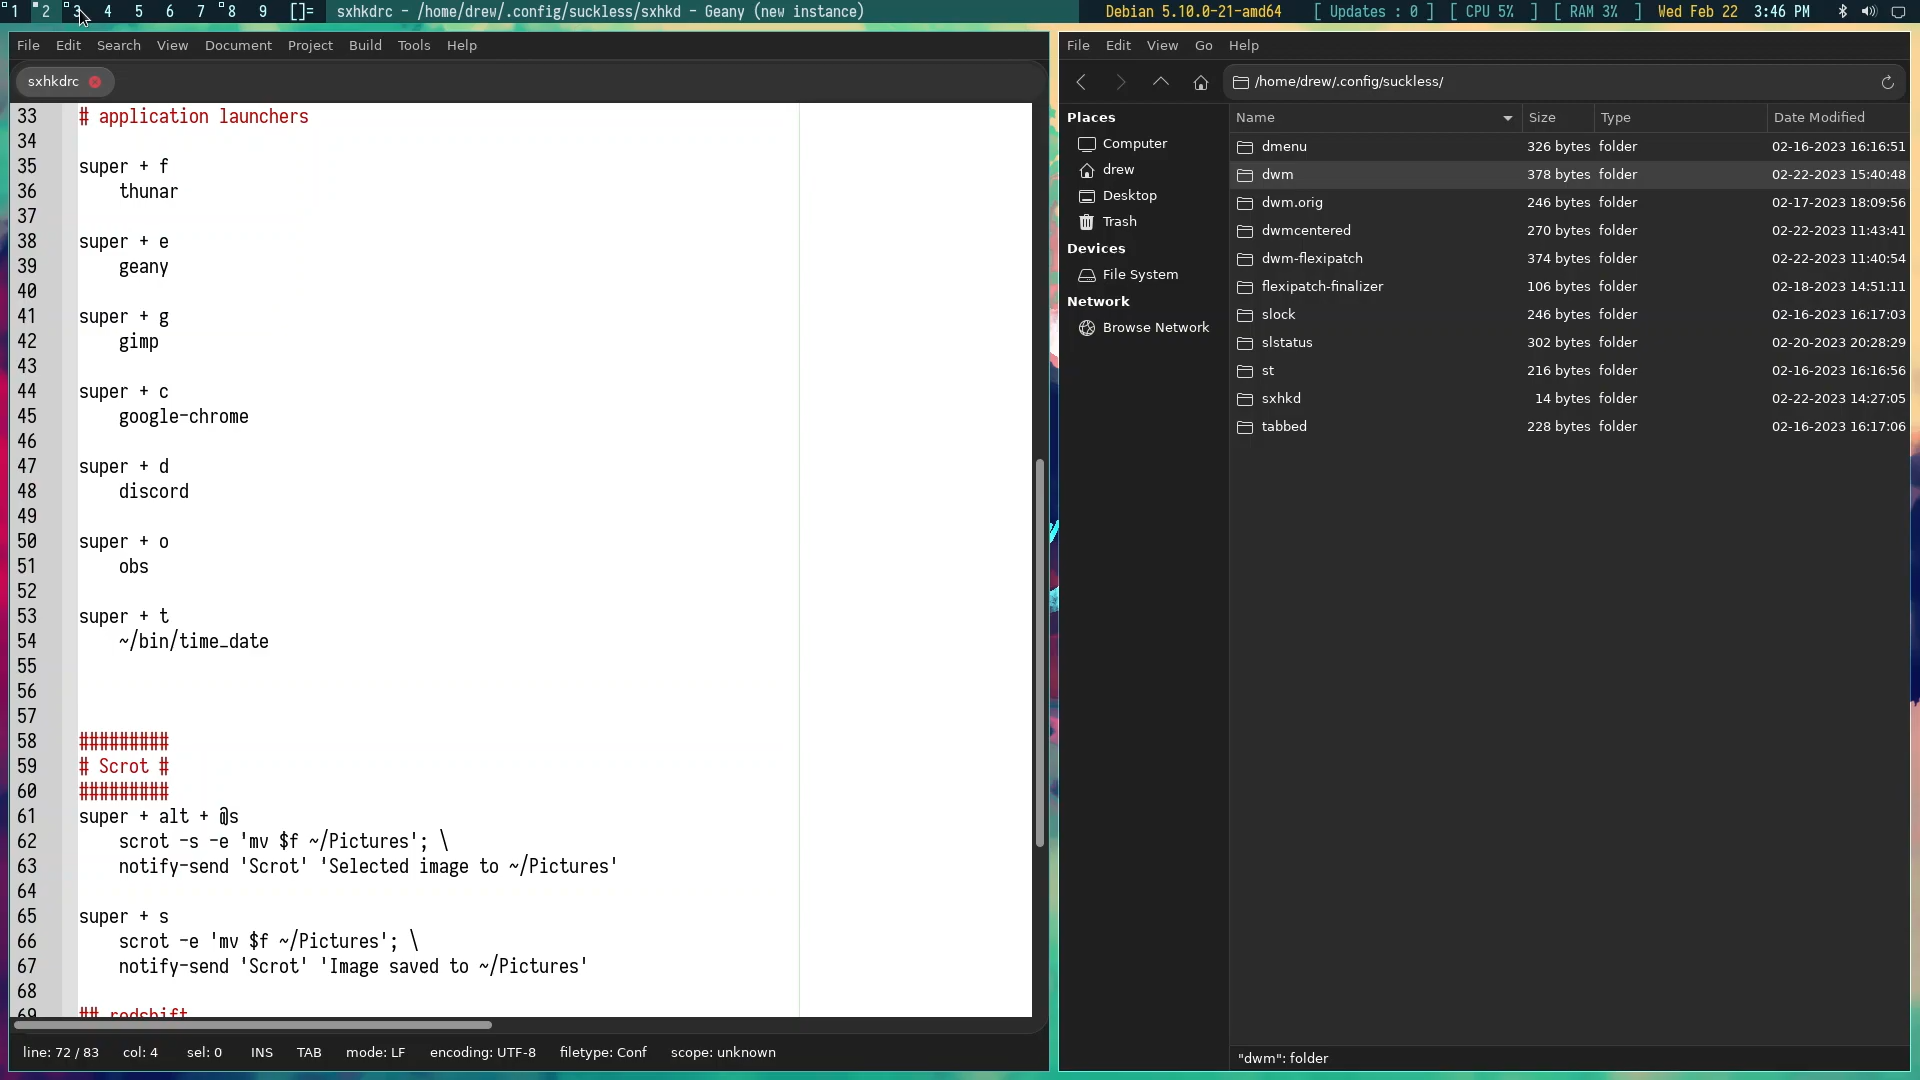 1 2 3 4 5 6 7 8 9 []= sxhkdrc - /home/drew/.config/suckless/sxhkd - Geany (new instance) Debian 5.10.0-21-amd64 [ Updates : 0 ] [ CPU 5% ] [ RAM 3% ] Wed Feb 22 3:46 PM
File Edit Search View Document Project Build Tools Help
sxhkdrc
33 # application launchers
34
35 super + f
36 thunar
37
38 super + e
39 geany
40
41 super + g
42 gimp
43
44 super + c
45 google-chrome
46
47 super + d
48 discord
49
50 super + o
51 obs
52
53 super + t
54 ~/bin/time_date
55
56
57
58 #########
59 # Scrot #
60 #########
61 super + alt + @s
62 scrot -s -e 'mv $f ~/Pictures'; \
63 notify-send 'Scrot' 'Selected image to ~/Pictures'
64
65 super + s
66 scrot -e 'mv $f ~/Pictures'; \
67 notify-send 'Scrot' 'Image saved to ~/Pictures'
68
69 ## redshift
line: 72 / 83 col: 4 sel: 0 INS TAB mode: LF encoding: UTF-8 filetype: Conf scope: unknown
File Edit View Go Help
/home/drew/.config/suckless/
Places
Computer
drew
Desktop
Trash
Devices
File System
Network
Browse Network
Name Size Type Date Modified
dmenu 326 bytes folder 02-16-2023 16:16:51
dwm 378 bytes folder 02-22-2023 15:40:48
dwm.orig 246 bytes folder 02-17-2023 18:09:56
dwmcentered 270 bytes folder 02-22-2023 11:43:41
dwm-flexipatch 374 bytes folder 02-22-2023 11:40:54
flexipatch-finalizer 106 bytes folder 02-18-2023 14:51:11
slock 246 bytes folder 02-16-2023 16:17:03
slstatus 302 bytes folder 02-20-2023 20:28:29
st 216 bytes folder 02-16-2023 16:16:56
sxhkd 14 bytes folder 02-22-2023 14:27:05
tabbed 228 bytes folder 02-16-2023 16:17:06
"dwm": folder